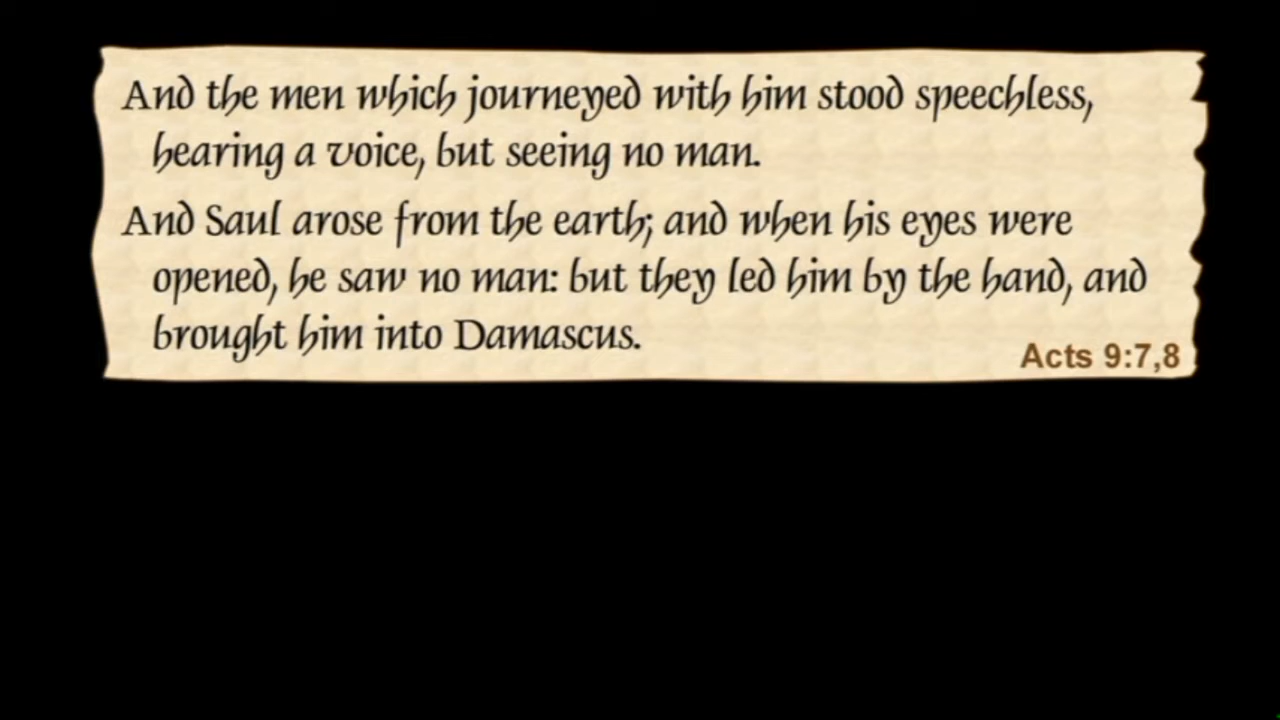 And the men which journeyed with him stood speechless,
hearing a voice, but seeing no man.
And Saul arose from the earth; and when his eyes were
opened, he saw no man: but they led him by the hand, and
brought him into Damascus.
Acts 9:7,8